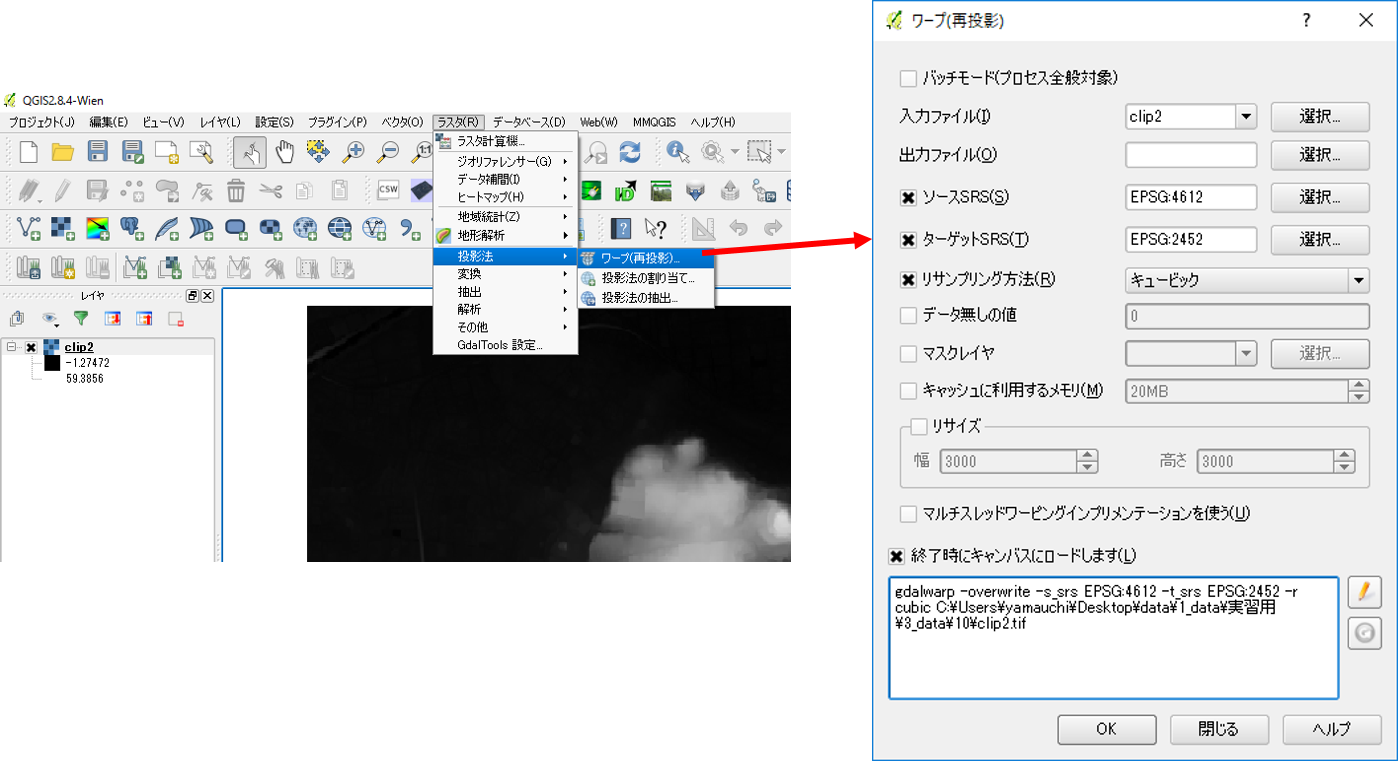 QGIS2.8.4-Wien
プロジェクト(J) 編集(E) ビュー(V) レイヤ(L) 設定(S) プラグイン(P) ベクタ(O) ラスタ(R) データベース(D) Web(W) MMQGIS ヘルプ(H)
CSW
ラスタ計算機...
ジオリファレンサー(G)
データ補間(I)
ヒートマップ(H)
地域統計(Z)
地形解析
投影法
変換
抽出
解析
その他
GdalTools 設定...
ワープ(再投影)...
投影法の割り当て...
投影法の抽出...
レイヤ
clip2
-1.27472
59.3856
ワープ(再投影)
バッチモード(プロセス全般対象)
入力ファイル(I) clip2 選択...
出力ファイル(O) 選択...
ソースSRS(S) EPSG:4612 選択...
ターゲットSRS(T) EPSG:2452 選択...
リサンプリング方法(R) キュービック
データ無しの値 0
マスクレイヤ 選択...
キャッシュに利用するメモリ(M) 20MB
リサイズ
幅 3000 高さ 3000
マルチスレッドワーピングインプリメンテーションを使う(U)
終了時にキャンバスにロードします(L)
gdalwarp -overwrite -s_srs EPSG:4612 -t_srs EPSG:2452 -r
cubic C:¥Users¥yamauchi¥Desktop¥data¥1_data¥実習用
¥3_data¥10¥clip2.tif
OK 閉じる ヘルプ